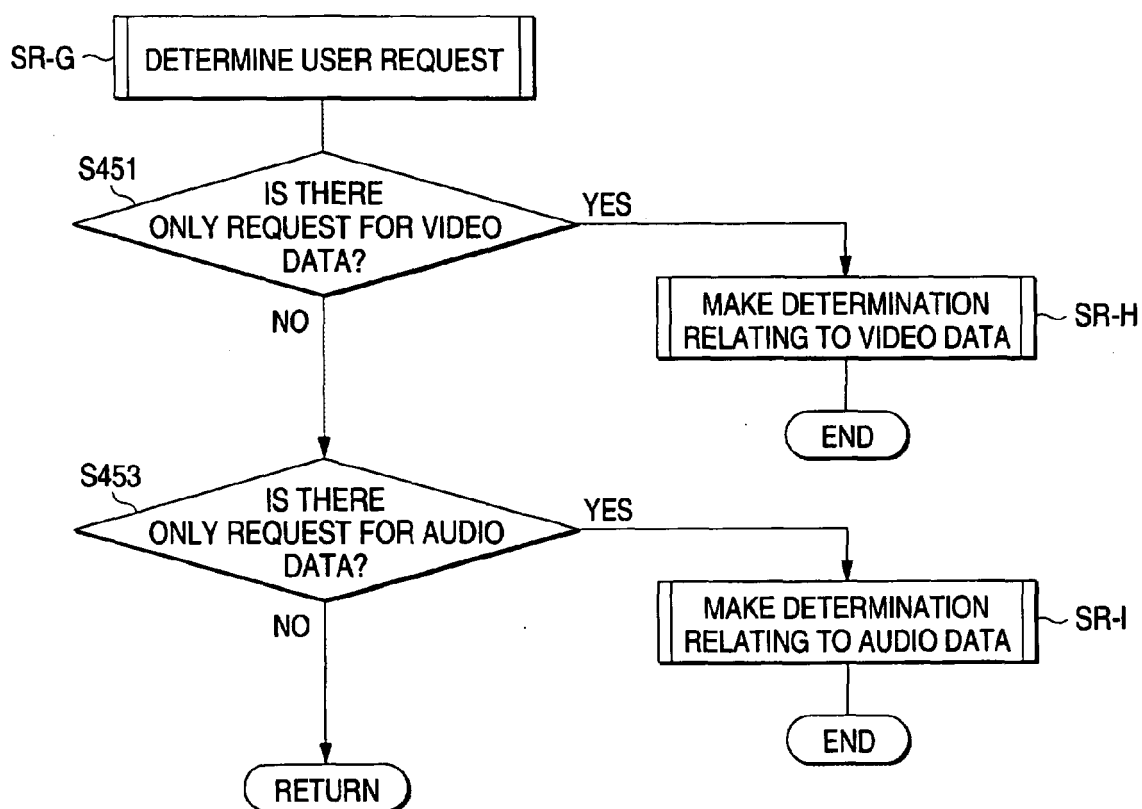 SR-G
DETERMINE USER REQUEST
S451
IS THERE
ONLY REQUEST FOR VIDEO
DATA?
YES
NO
MAKE DETERMINATION
RELATING TO VIDEO DATA
SR-H
END
S453
IS THERE
ONLY REQUEST FOR AUDIO
DATA?
YES
NO
MAKE DETERMINATION
RELATING TO AUDIO DATA
SR-I
END
RETURN